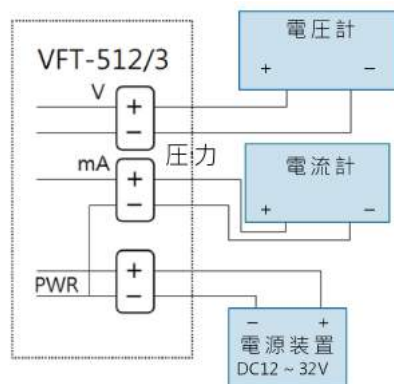 電圧計
+ −
VFT-512/3
V
+
−
圧力
mA
+
−
電流計
+ −
+
−
PWR
− +
電源装置
DC12 ~ 32V